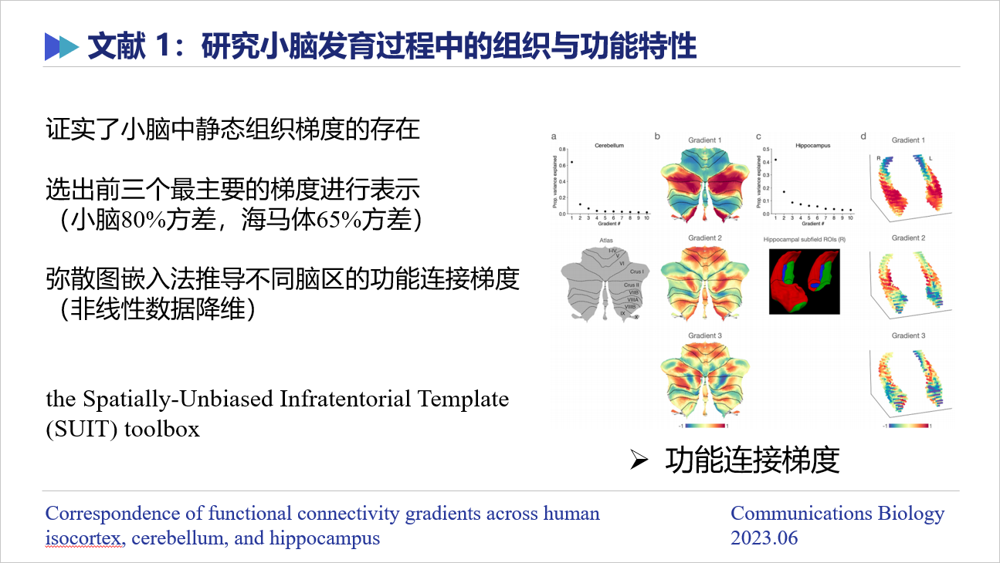 文献 1：研究小脑发育过程中的组织与功能特性
证实了小脑中静态组织梯度的存在
选出前三个最主要的梯度进行表示
（小脑80%方差，海马体65%方差）
弥散图嵌入法推导不同脑区的功能连接梯度
（非线性数据降维）
the Spatially-Unbiased Infratentorial Template
(SUIT) toolbox
a
Cerebellum
Prop. variance explained
0.8
0.6
0.4
0.2
0.0
1 2 3 4 5 6 7 8 9 10
Gradient #
Atlas
I-IV
V
VI
Crus I
Crus II
VIIB
VIIIA
VIIIB
IX
X
b
Gradient 1
Gradient 2
Gradient 3
-1 1
c
Hippocampus
Prop. variance explained
0.5
0.4
0.3
0.2
0.1
0.0
1 2 3 4 5 6 7 8 9 10
Gradient #
Hippocampal subfield ROIs (R)
d
Gradient 1
R L
Gradient 2
Gradient 3
-1 1
➢ 功能连接梯度
Correspondence of functional connectivity gradients across human
isocortex, cerebellum, and hippocampus
Communications Biology
2023.06